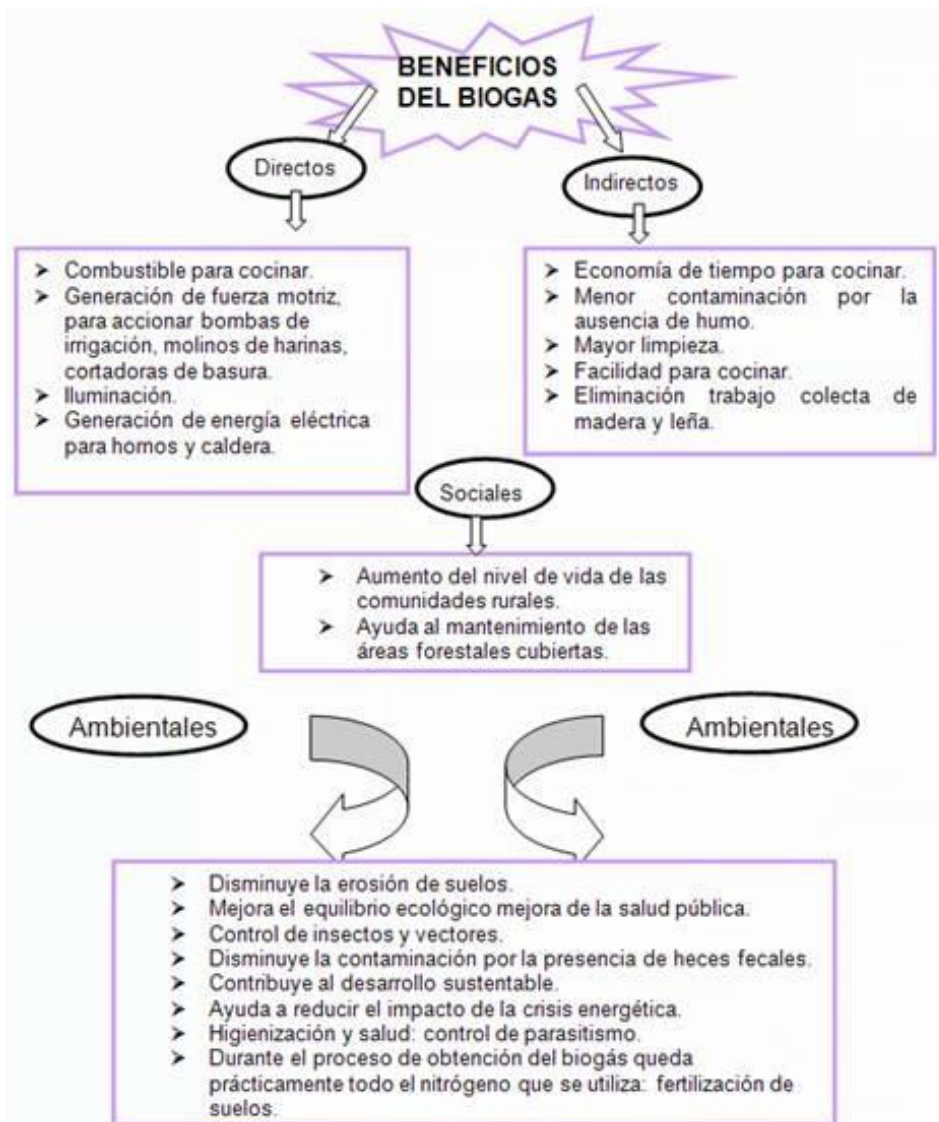 BENEFICIOS
DEL BIOGAS
Directos
Indirectos
Combustible para cocinar.
Generación de fuerza motriz,
para accionar bombas de
irrigación, molinos de harinas,
cortadoras de basura.
Iluminación.
Generación de energía eléctrica
para hornos y caldera.
Economía de tiempo para cocinar.
Menor contaminación por la
ausencia de humo.
Mayor limpieza.
Facilidad para cocinar.
Eliminación trabajo colecta de
madera y leña.
Sociales
Aumento del nivel de vida de las
comunidades rurales.
Ayuda al mantenimiento de las
áreas forestales cubiertas.
Ambientales
Ambientales
Disminuye la erosión de suelos.
Mejora el equilibrio ecológico mejora de la salud pública.
Control de insectos y vectores.
Disminuye la contaminación por la presencia de heces fecales.
Contribuye al desarrollo sustentable.
Ayuda a reducir el impacto de la crisis energética.
Higienización y salud: control de parasitismo.
Durante el proceso de obtención del biogás queda
prácticamente todo el nitrógeno que se utiliza: fertilización de
suelos.